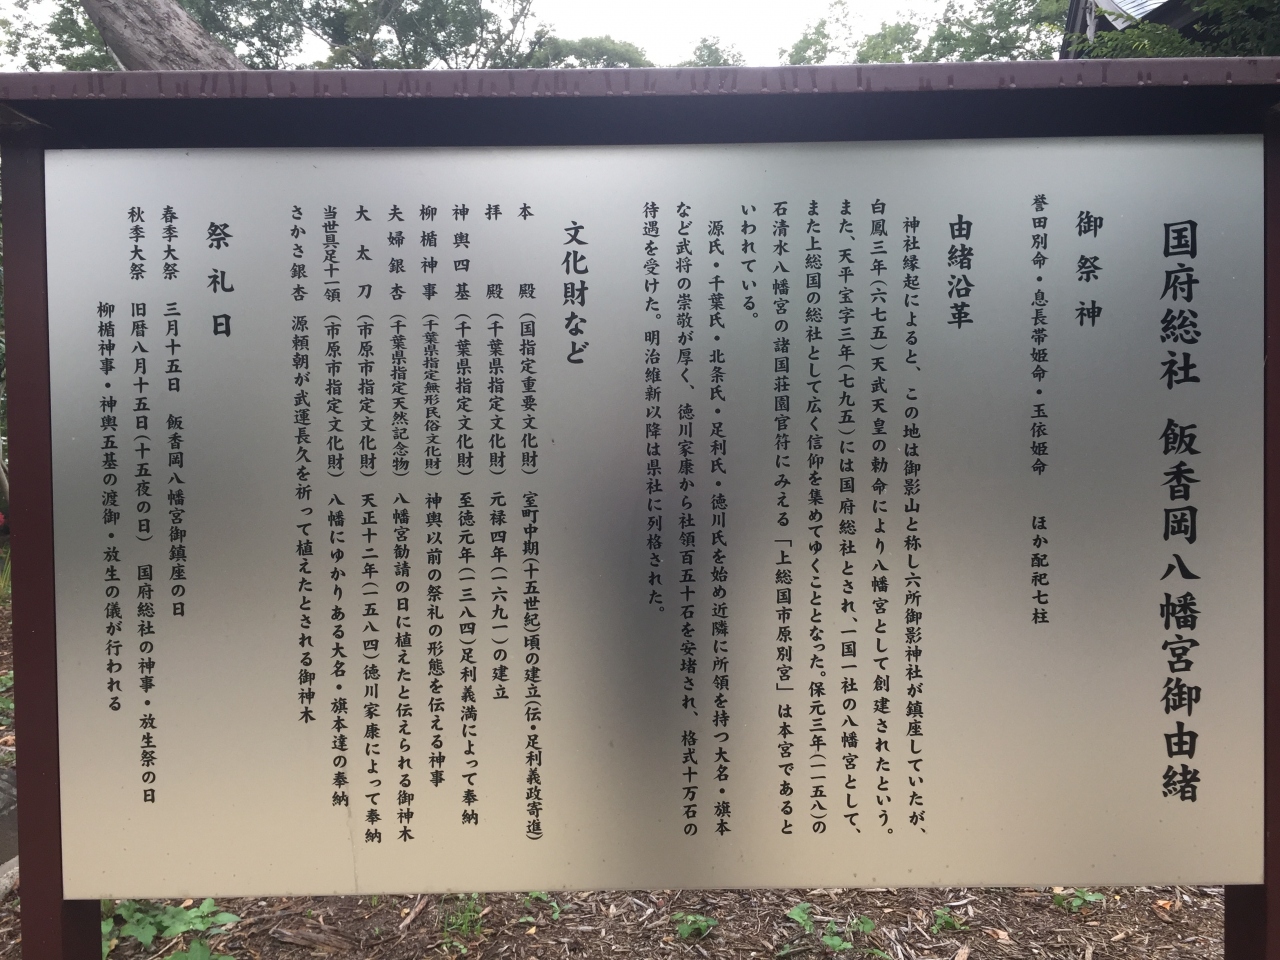 国府総社 飯香岡八幡宮御由緒
御祭神
誉田別命・息長帯姫命・玉依姫命 ほか配祀七柱
由緒沿革
神社縁起によると、この地は御影山と称し六所御影神社が鎮座していたが、
白鳳三年(六七五)天武天皇の勅命により八幡宮として創建されたという。
また、天平宝字三年(七九五)には国府総社とされ、一国一社の八幡宮として、
また上総国の総社として広く信仰を集めてゆくこととなった。保元三年(一一五八)の
石清水八幡宮の諸国荘園官符にみえる「上総国市原別宮」は本宮であると
いわれている。
源氏・千葉氏・北条氏・足利氏・徳川氏を始め近隣に所領を持つ大名・旗本
など武将の崇敬が厚く、徳川家康から社領百五十石を安堵され、格式十万石の
待遇を受けた。明治維新以降は県社に列格された。
文化財など
本殿(国指定重要文化財) 室町中期(十五世紀)頃の建立(伝・足利義政寄進)
拝殿(千葉県指定文化財) 元禄四年(一六九一)の建立
神輿四基(千葉県指定文化財) 至徳元年(一三八四)足利義満によって奉納
柳楯神事(千葉県指定無形民俗文化財) 神輿以前の祭礼の形態を伝える神事
夫婦銀杏(千葉県指定天然記念物) 八幡宮勧請の日に植えたと伝えられる御神木
大太刀(市原市指定文化財) 天正十二年(一五八四)徳川家康によって奉納
当世具足十一領(市原市指定文化財) 八幡にゆかりある大名・旗本達の奉納
さかさ銀杏 源頼朝が武運長久を祈って植えたとされる御神木
祭礼日
春季大祭 三月十五日 飯香岡八幡宮御鎮座の日
秋季大祭 旧暦八月十五日(十五夜の日) 国府総社の神事・放生祭の日
柳楯神事・神輿五基の渡御・放生の儀が行われる